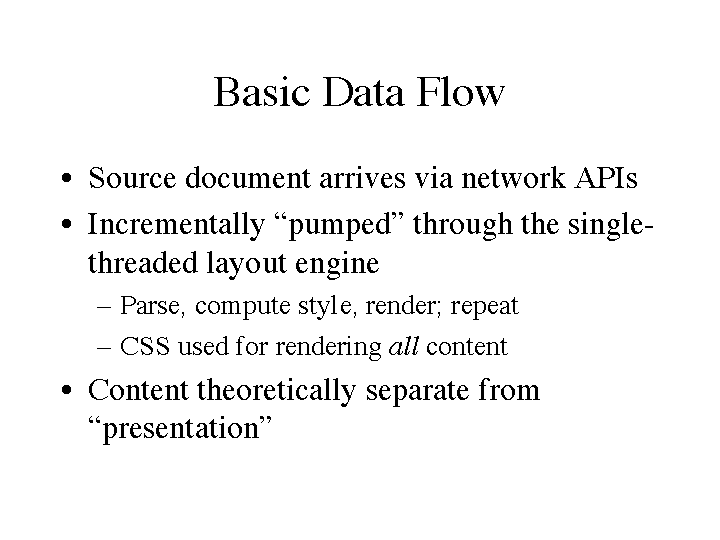 Basic Data Flow
• Source document arrives via network APIs
• Incrementally “pumped” through the single-
threaded layout engine
– Parse, compute style, render; repeat
– CSS used for rendering all content
• Content theoretically separate from
“presentation”